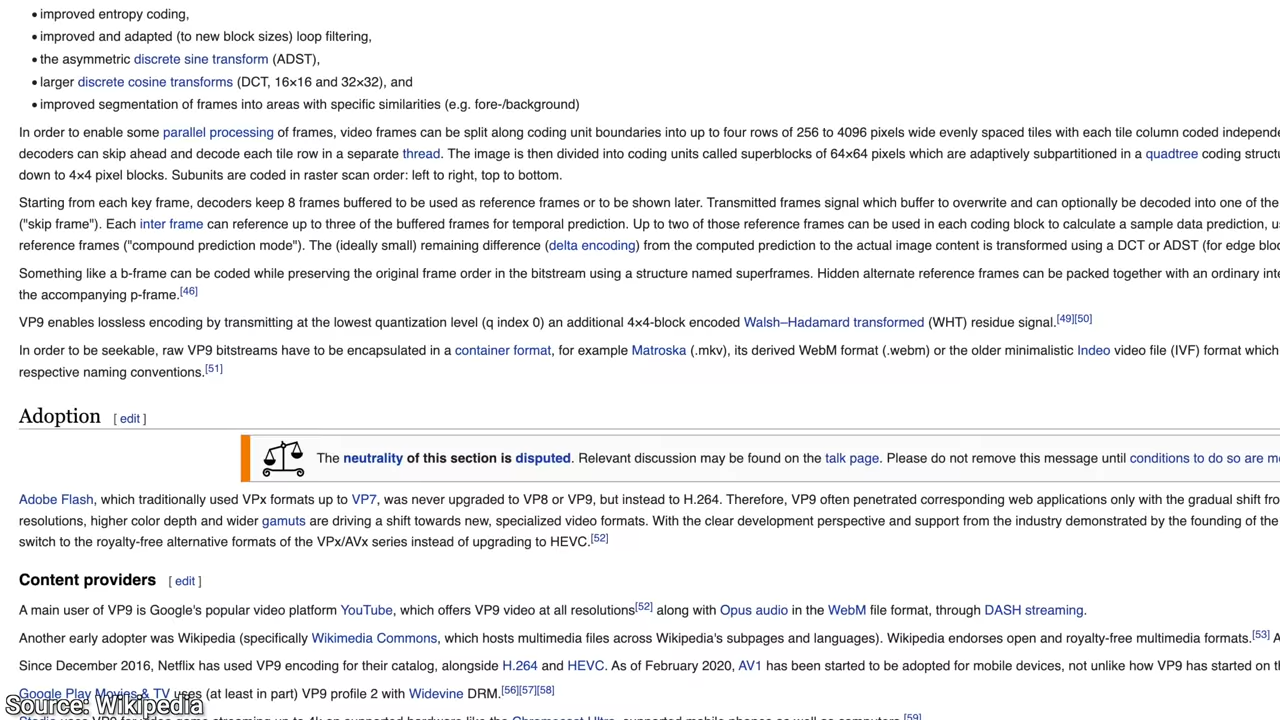 • improved entropy coding,
• improved and adapted (to new block sizes) loop filtering,
• the asymmetric discrete sine transform (ADST),
• larger discrete cosine transforms (DCT, 16×16 and 32×32), and
• improved segmentation of frames into areas with specific similarities (e.g. fore-/background)
In order to enable some parallel processing of frames, video frames can be split along coding unit boundaries into up to four rows of 256 to 4096 pixels wide evenly spaced tiles with each tile column coded independe
decoders can skip ahead and decode each tile row in a separate thread. The image is then divided into coding units called superblocks of 64×64 pixels which are adaptively subpartitioned in a quadtree coding structu
down to 4×4 pixel blocks. Subunits are coded in raster scan order: left to right, top to bottom.
Starting from each key frame, decoders keep 8 frames buffered to be used as reference frames or to be shown later. Transmitted frames signal which buffer to overwrite and can optionally be decoded into one of the
("skip frame"). Each inter frame can reference up to three of the buffered frames for temporal prediction. Up to two of those reference frames can be used in each coding block to calculate a sample data prediction, u
reference frames ("compound prediction mode"). The (ideally small) remaining difference (delta encoding) from the computed prediction to the actual image content is transformed using a DCT or ADST (for edge bloc
Something like a b-frame can be coded while preserving the original frame order in the bitstream using a structure named superframes. Hidden alternate reference frames can be packed together with an ordinary inte
the accompanying p-frame.[46]
VP9 enables lossless encoding by transmitting at the lowest quantization level (q index 0) an additional 4×4-block encoded Walsh–Hadamard transformed (WHT) residue signal.[49][50]
In order to be seekable, raw VP9 bitstreams have to be encapsulated in a container format, for example Matroska (.mkv), its derived WebM format (.webm) or the older minimalistic Indeo video file (IVF) format which
respective naming conventions.[51]
Adoption [ edit ]
The neutrality of this section is disputed. Relevant discussion may be found on the talk page. Please do not remove this message until conditions to do so are me
Adobe Flash, which traditionally used VPx formats up to VP7, was never upgraded to VP8 or VP9, but instead to H.264. Therefore, VP9 often penetrated corresponding web applications only with the gradual shift fro
resolutions, higher color depth and wider gamuts are driving a shift towards new, specialized video formats. With the clear development perspective and support from the industry demonstrated by the founding of the
switch to the royalty-free alternative formats of the VPx/AVx series instead of upgrading to HEVC.[52]
Content providers [ edit ]
A main user of VP9 is Google's popular video platform YouTube, which offers VP9 video at all resolutions[52] along with Opus audio in the WebM file format, through DASH streaming.
Another early adopter was Wikipedia (specifically Wikimedia Commons, which hosts multimedia files across Wikipedia's subpages and languages). Wikipedia endorses open and royalty-free multimedia formats.[53] A
Since December 2016, Netflix has used VP9 encoding for their catalog, alongside H.264 and HEVC. As of February 2020, AV1 has been started to be adopted for mobile devices, not unlike how VP9 has started on th
Google Play Movies & TV uses (at least in part) VP9 profile 2 with Widevine DRM.[56][57][58]
Source: Wikipedia
Stadia uses VP9 for video game streaming up to 4k on supported hardware like the Chromecast Ultra, supported mobile phones as well as computers.[59]